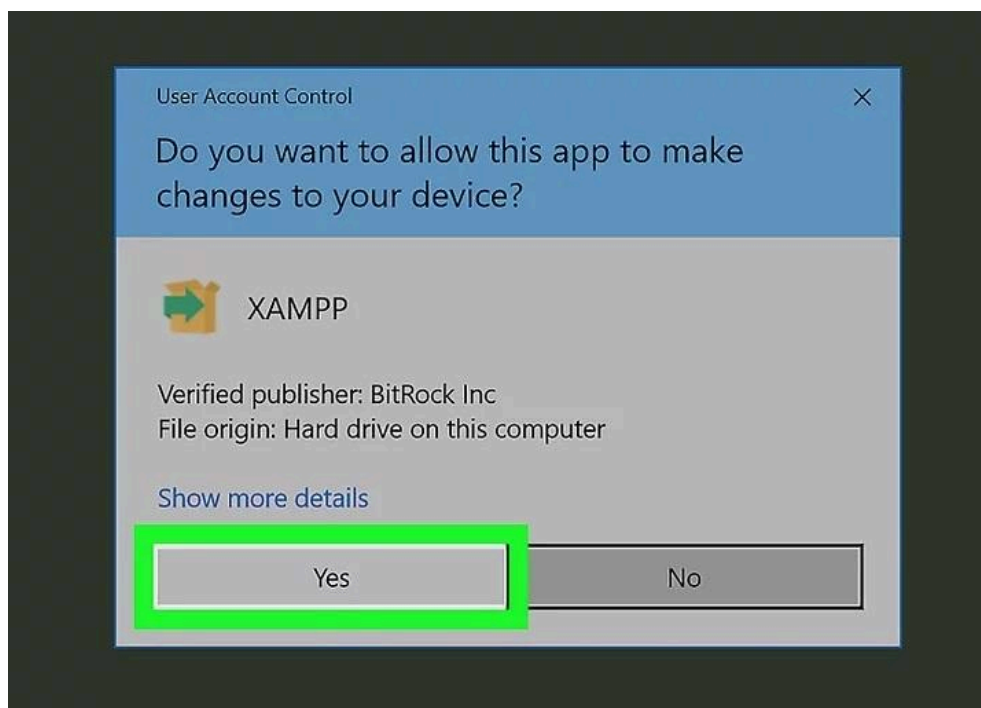 User Account Control
Do you want to allow this app to make
changes to your device?
XAMPP
Verified publisher: BitRock Inc
File origin: Hard drive on this computer
Show more details
Yes
No